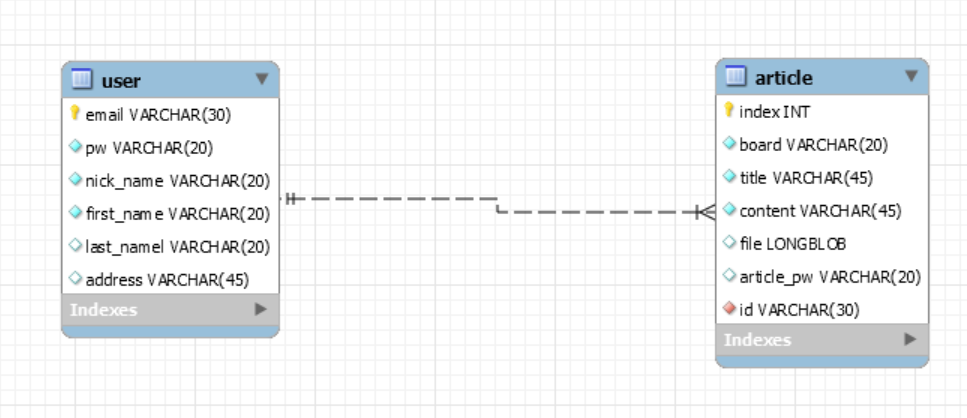 user
email VARCHAR(30)
pw VARCHAR(20)
nick_name VARCHAR(20)
first_name VARCHAR(20)
last_namel VARCHAR(20)
address VARCHAR(45)
Indexes
article
index INT
board VARCHAR(20)
title VARCHAR(45)
content VARCHAR(45)
file LONGBLOB
article_pw VARCHAR(20)
id VARCHAR(30)
Indexes